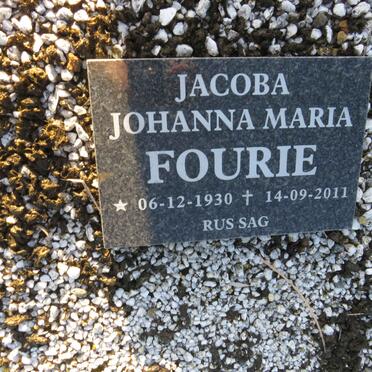 JACOBA
JOHANNA MARIA
FOURIE
★ 06-12-1930 ✝ 14-09-2011
RUS SAG